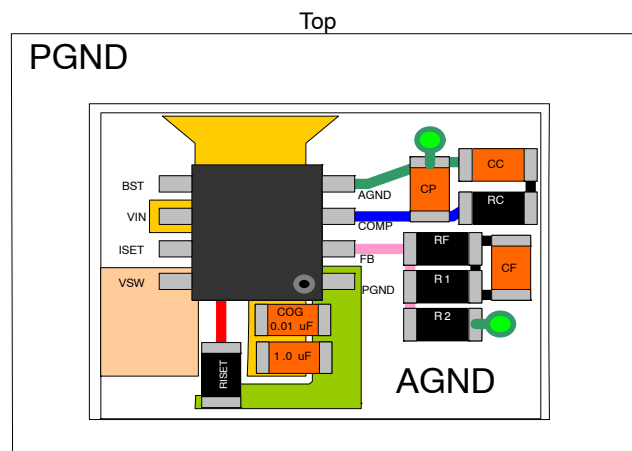 Top
PGND
BST
VIN
ISET
VSW
AGND
COMP
FB
PGND
CP
CC
RC
RF
R1
R2
CF
COG
0.01 uF
1.0 uF
RISET
AGND